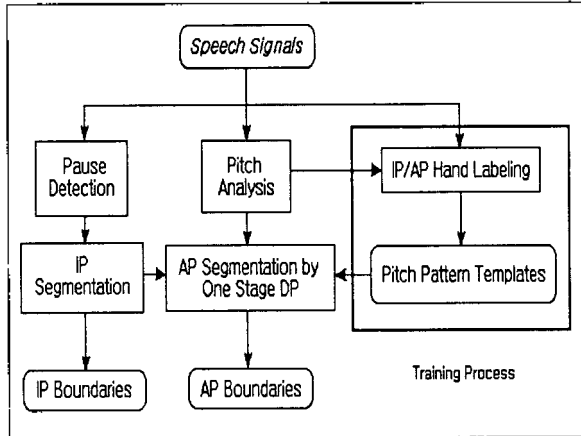 Speech Signals
Pause
Detection
Pitch
Analysis
IP/AP Hand Labeling
IP
Segmentation
AP Segmentation by
One Stage DP
Pitch Pattern Templates
IP Boundaries
AP Boundaries
Training Process